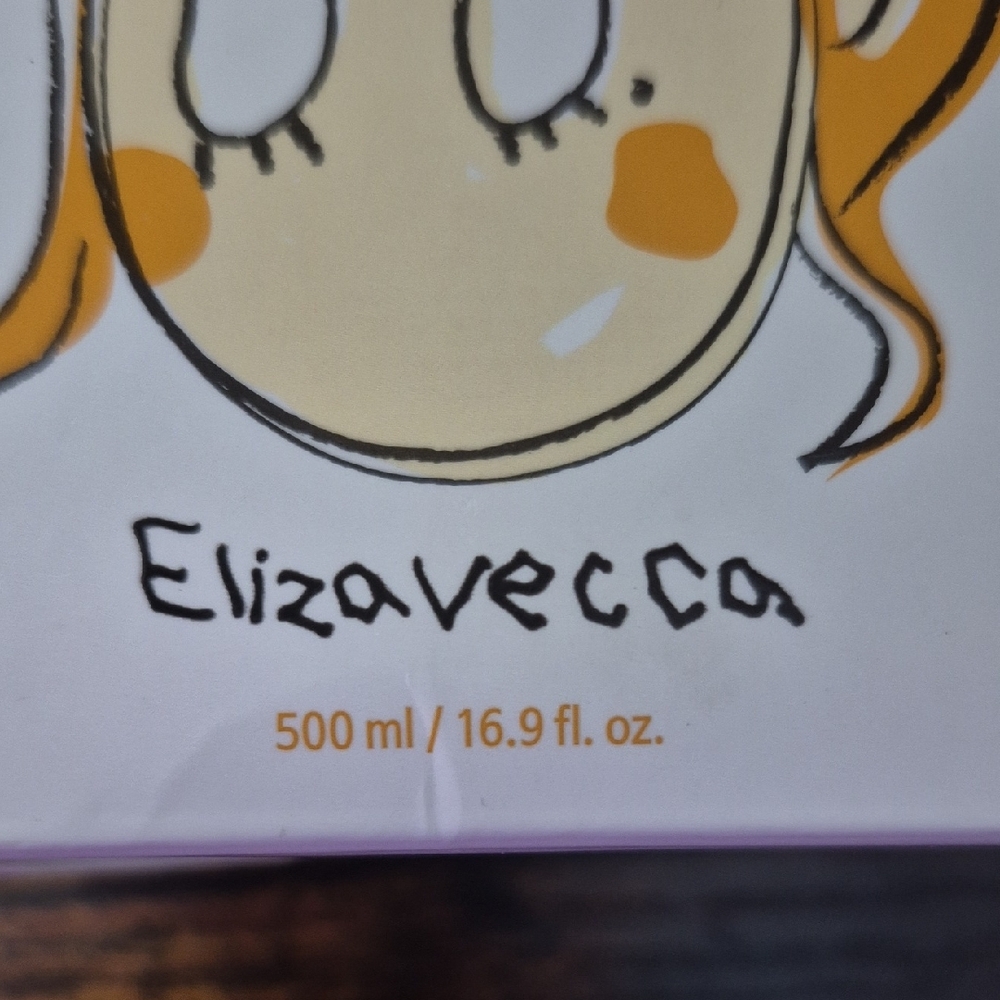 Elizavecca
500 ml / 16.9 fl. oz.